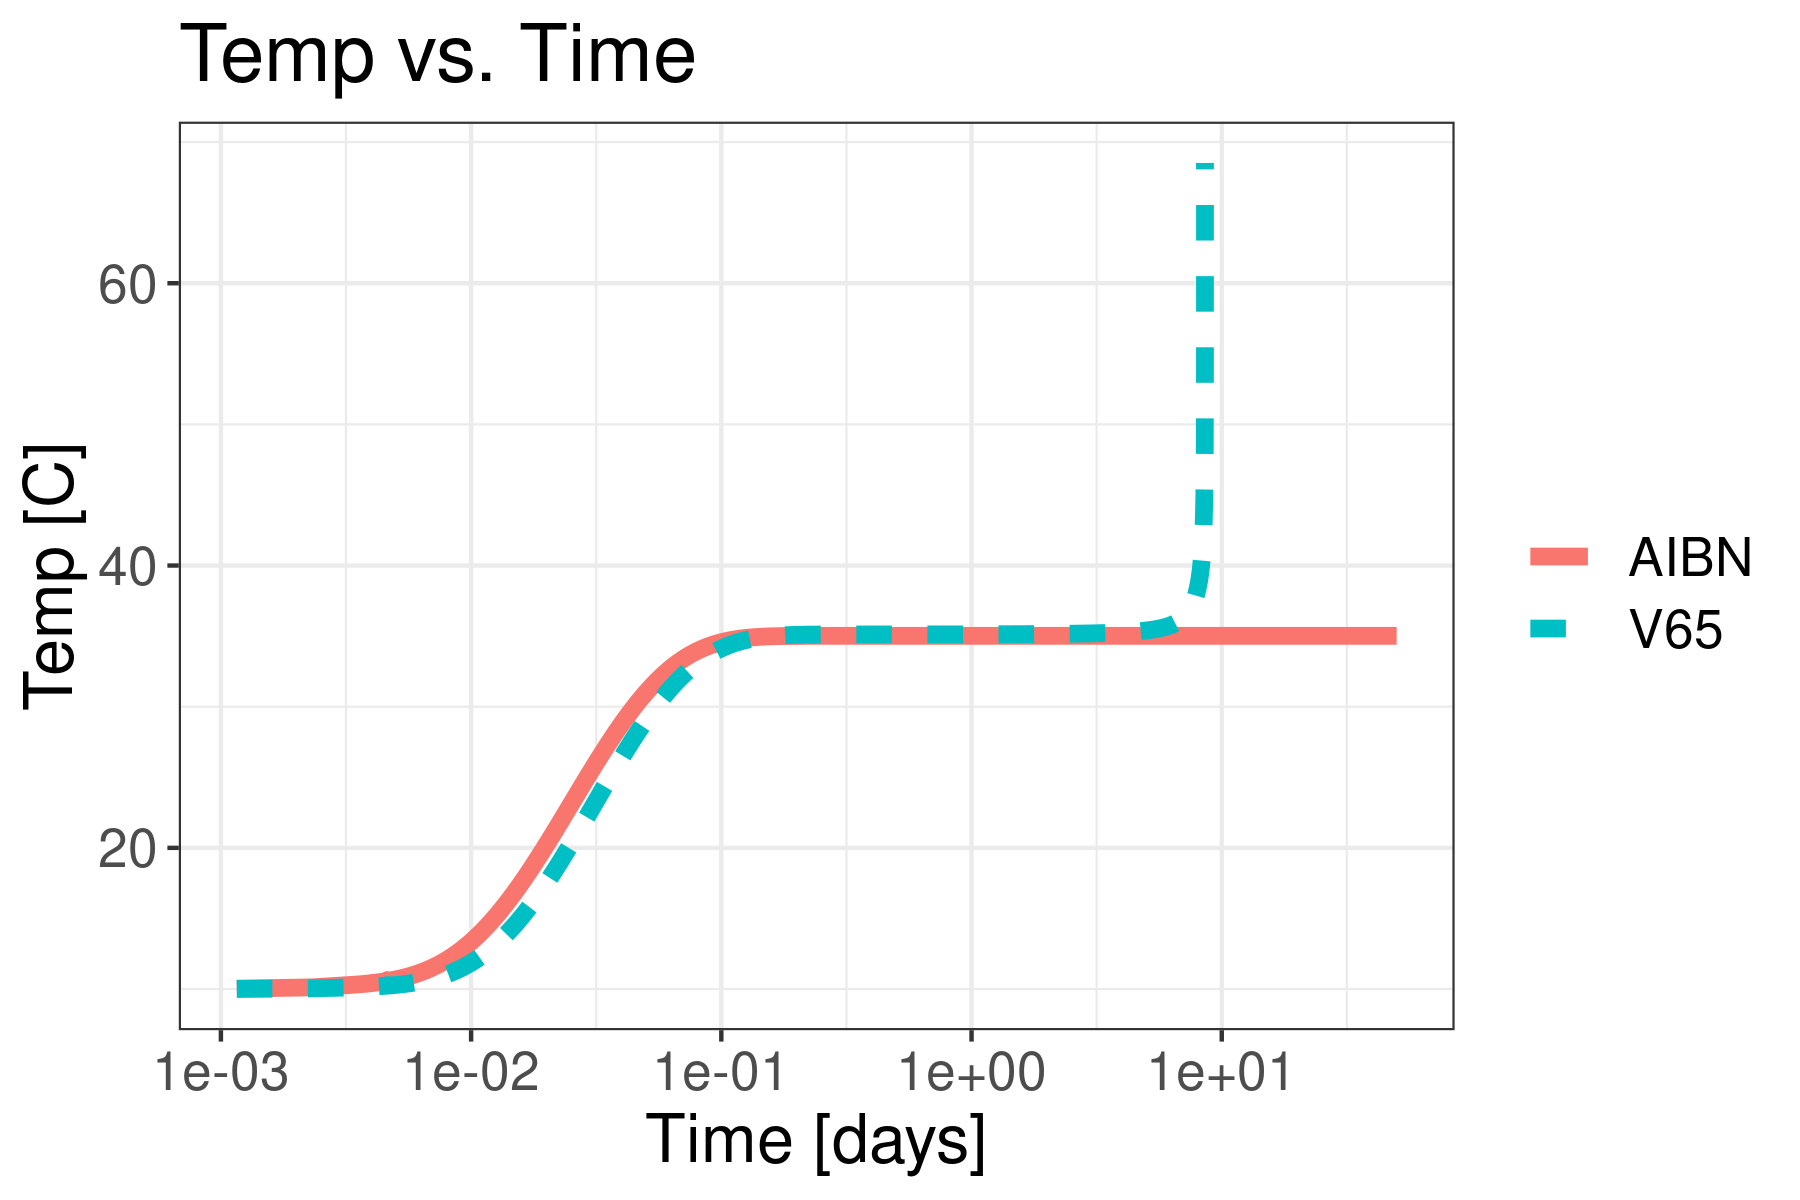 Temp vs. Time
Temp [C]
60
40
20
1e-03 1e-02 1e-01 1e+00 1e+01
Time [days]
AIBN
V65